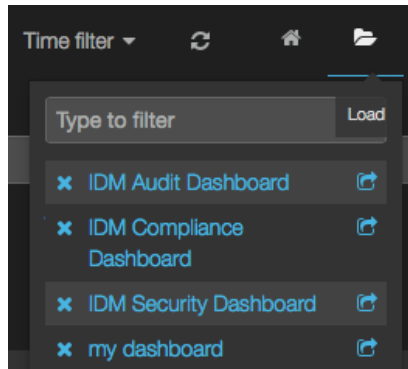 Time filter
Type to filter
Load
IDM Audit Dashboard
IDM Compliance
Dashboard
IDM Security Dashboard
my dashboard